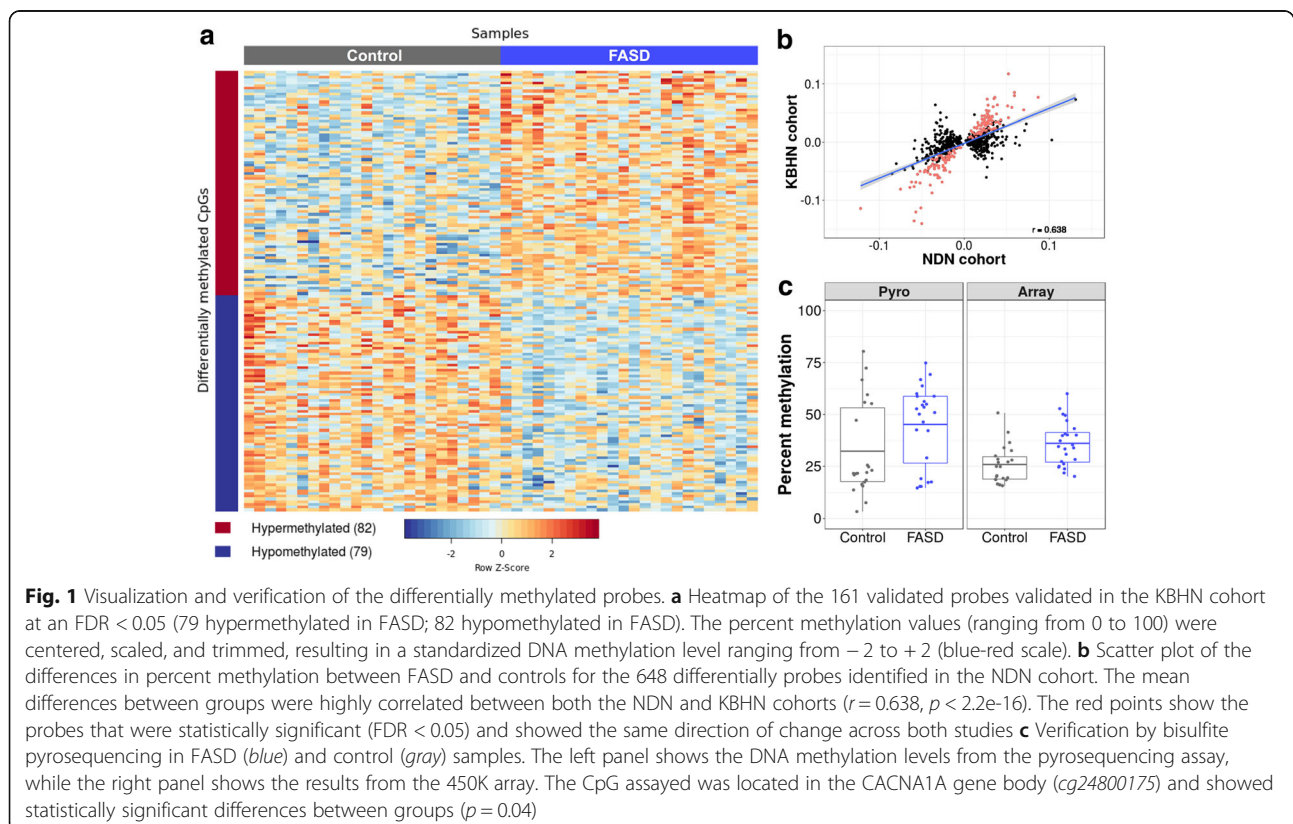 a
Samples
Control
FASD
Differentially methylated CpGs
Hypermethylated (82)
Hypomethylated (79)
-2
0
2
Row Z-Score
b
KBHN cohort
0.1
0.0
-0.1
r = 0.638
-0.1
0.0
0.1
NDN cohort
c
Pyro
Array
Percent methylation
100
75
50
25
0
Control
FASD
Control
FASD
Fig. 1 Visualization and verification of the differentially methylated probes. a Heatmap of the 161 validated probes validated in the KBHN cohort
at an FDR < 0.05 (79 hypermethylated in FASD; 82 hypomethylated in FASD). The percent methylation values (ranging from 0 to 100) were
centered, scaled, and trimmed, resulting in a standardized DNA methylation level ranging from − 2 to + 2 (blue-red scale). b Scatter plot of the
differences in percent methylation between FASD and controls for the 648 differentially probes identified in the NDN cohort. The mean
differences between groups were highly correlated between both the NDN and KBHN cohorts (r = 0.638, p < 2.2e-16). The red points show the
probes that were statistically significant (FDR < 0.05) and showed the same direction of change across both studies c Verification by bisulfite
pyrosequencing in FASD (blue) and control (gray) samples. The left panel shows the DNA methylation levels from the pyrosequencing assay,
while the right panel shows the results from the 450K array. The CpG assayed was located in the CACNA1A gene body (cg24800175) and showed
statistically significant differences between groups (p = 0.04)